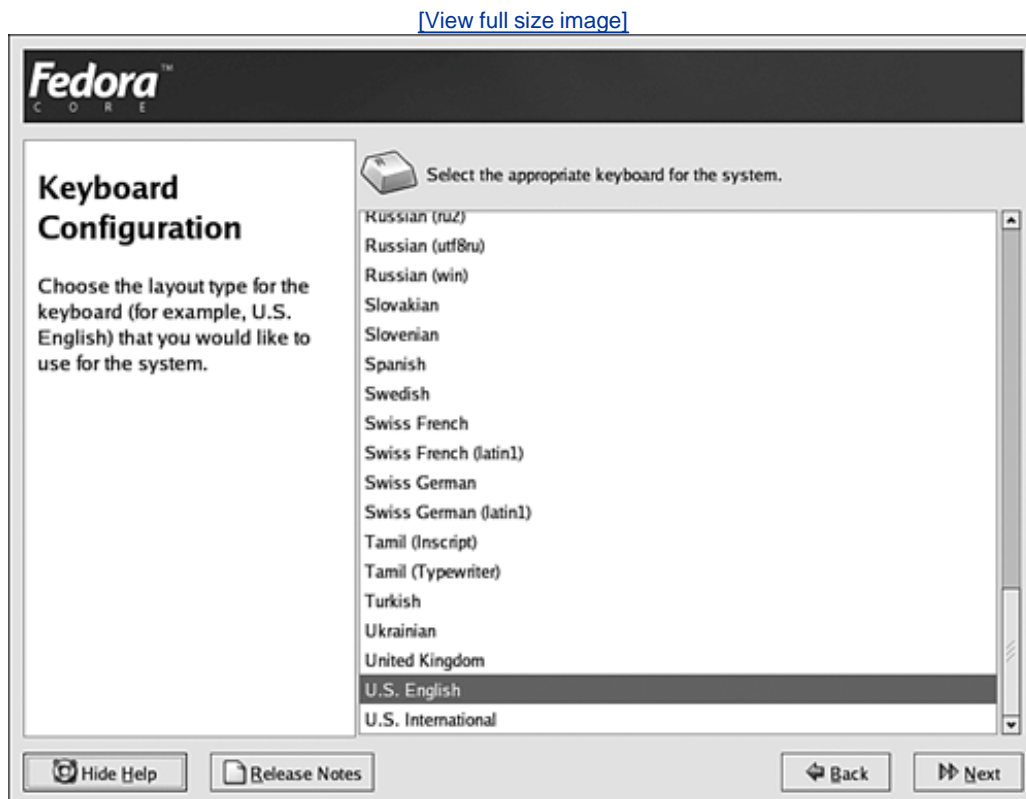 [View full size image]
Fedora™
CORE
Keyboard
Configuration
Choose the layout type for the
keyboard (for example, U.S.
English) that you would like to
use for the system.
Select the appropriate keyboard for the system.
Russian (ru2)
Russian (utf8ru)
Russian (win)
Slovakian
Slovenian
Spanish
Swedish
Swiss French
Swiss French (latin1)
Swiss German
Swiss German (latin1)
Tamil (Inscript)
Tamil (Typewriter)
Turkish
Ukrainian
United Kingdom
U.S. English
U.S. International
Hide Help
Release Notes
Back
Next